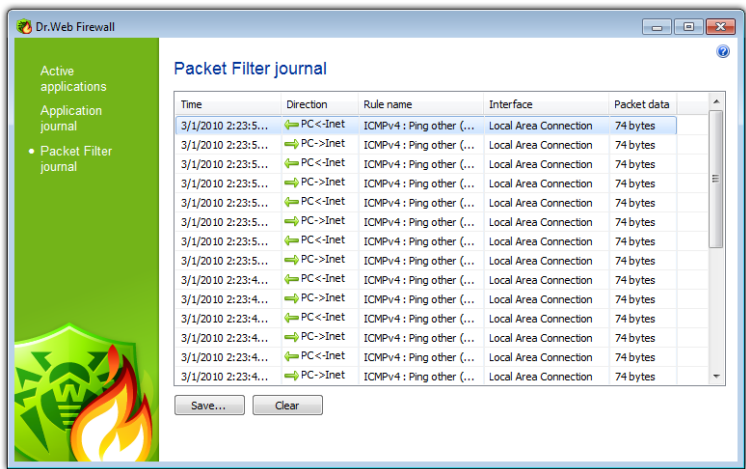 Dr.Web Firewall
Active
applications
Application
journal
Packet Filter
journal
Packet Filter journal
Time Direction Rule name Interface Packet data
3/1/2010 2:23:5... PC<-Inet ICMPv4 : Ping other (... Local Area Connection 74 bytes
3/1/2010 2:23:5... PC->Inet ICMPv4 : Ping other (... Local Area Connection 74 bytes
3/1/2010 2:23:5... PC<-Inet ICMPv4 : Ping other (... Local Area Connection 74 bytes
3/1/2010 2:23:5... PC->Inet ICMPv4 : Ping other (... Local Area Connection 74 bytes
3/1/2010 2:23:5... PC<-Inet ICMPv4 : Ping other (... Local Area Connection 74 bytes
3/1/2010 2:23:5... PC->Inet ICMPv4 : Ping other (... Local Area Connection 74 bytes
3/1/2010 2:23:5... PC<-Inet ICMPv4 : Ping other (... Local Area Connection 74 bytes
3/1/2010 2:23:5... PC->Inet ICMPv4 : Ping other (... Local Area Connection 74 bytes
3/1/2010 2:23:4... PC<-Inet ICMPv4 : Ping other (... Local Area Connection 74 bytes
3/1/2010 2:23:4... PC->Inet ICMPv4 : Ping other (... Local Area Connection 74 bytes
3/1/2010 2:23:4... PC<-Inet ICMPv4 : Ping other (... Local Area Connection 74 bytes
3/1/2010 2:23:4... PC->Inet ICMPv4 : Ping other (... Local Area Connection 74 bytes
3/1/2010 2:23:4... PC<-Inet ICMPv4 : Ping other (... Local Area Connection 74 bytes
3/1/2010 2:23:4... PC->Inet ICMPv4 : Ping other (... Local Area Connection 74 bytes
Save... Clear